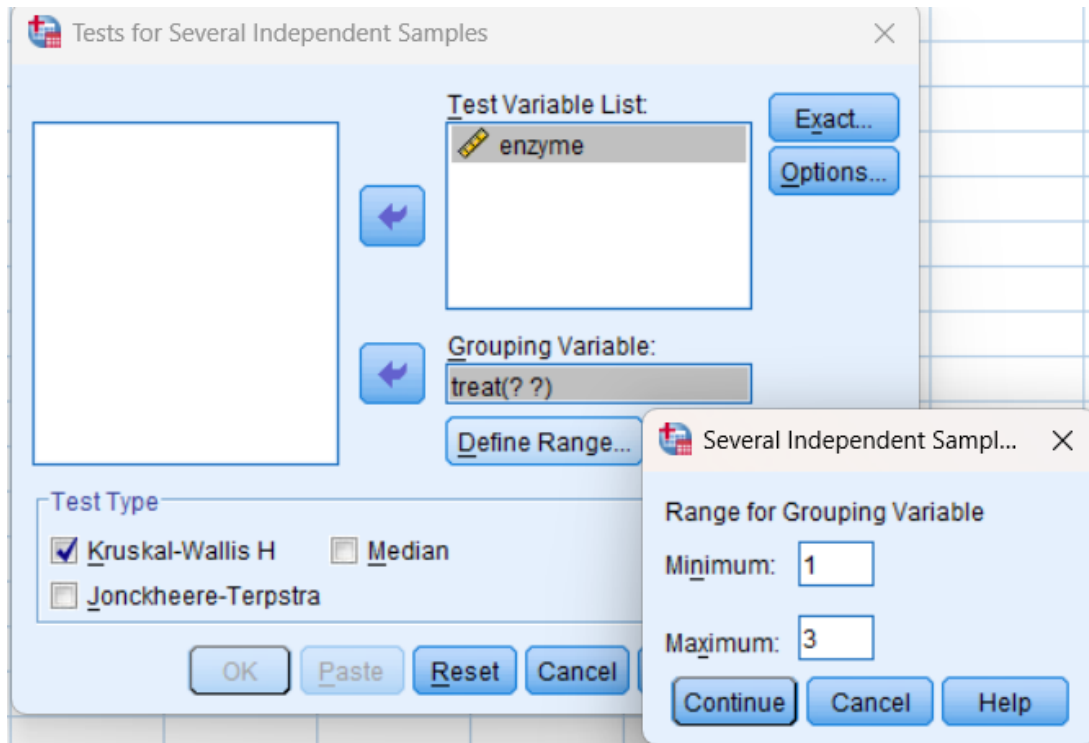 Tests for Several Independent Samples
Test Variable List:
enzyme
Exact...
Options...
Grouping Variable:
treat(? ?)
Define Range...
Test Type
Kruskal-Wallis H
Median
Jonckheere-Terpstra
OK
Paste
Reset
Cancel
Several Independent Sampl...
Range for Grouping Variable
Minimum: 1
Maximum: 3
Continue
Cancel
Help